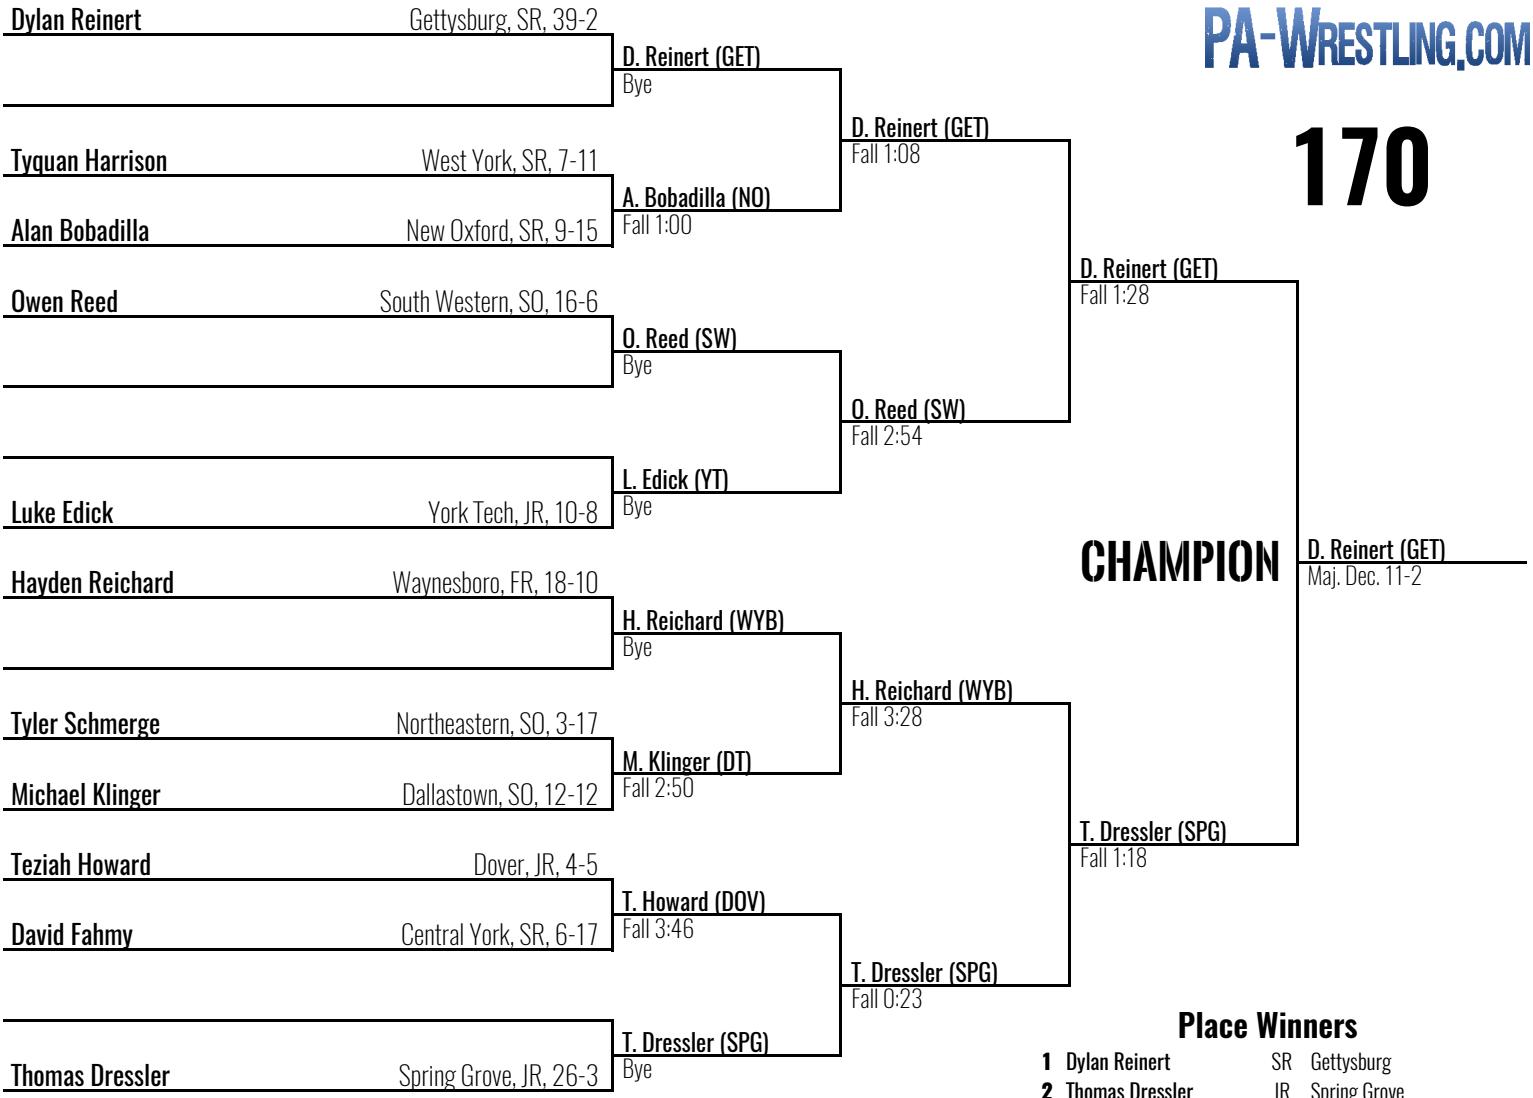 Dylan Reinert Gettysburg, SR, 39-2
PA-WRESTLING.COM
D. Reinert (GET)
Bye
D. Reinert (GET)
Fall 1:08
170
Tyquan Harrison West York, SR, 7-11
A. Bobadilla (NO)
Fall 1:00
Alan Bobadilla New Oxford, SR, 9-15
D. Reinert (GET)
Fall 1:28
Owen Reed South Western, SO, 16-6
O. Reed (SW)
Bye
O. Reed (SW)
Fall 2:54
L. Edick (YT)
Bye
Luke Edick York Tech, JR, 10-8
CHAMPION
D. Reinert (GET)
Maj. Dec. 11-2
Hayden Reichard Waynesboro, FR, 18-10
H. Reichard (WYB)
Bye
H. Reichard (WYB)
Fall 3:28
Tyler Schmerge Northeastern, SO, 3-17
M. Klinger (DT)
Fall 2:50
Michael Klinger Dallastown, SO, 12-12
T. Dressler (SPG)
Fall 1:18
Teziah Howard Dover, JR, 4-5
T. Howard (DOV)
Fall 3:46
David Fahmy Central York, SR, 6-17
T. Dressler (SPG)
Fall 0:23
T. Dressler (SPG)
Bye
Thomas Dressler Spring Grove, JR, 26-3
Place Winners
1 Dylan Reinert SR Gettysburg
2 Thomas Dressler JR Spring Grove